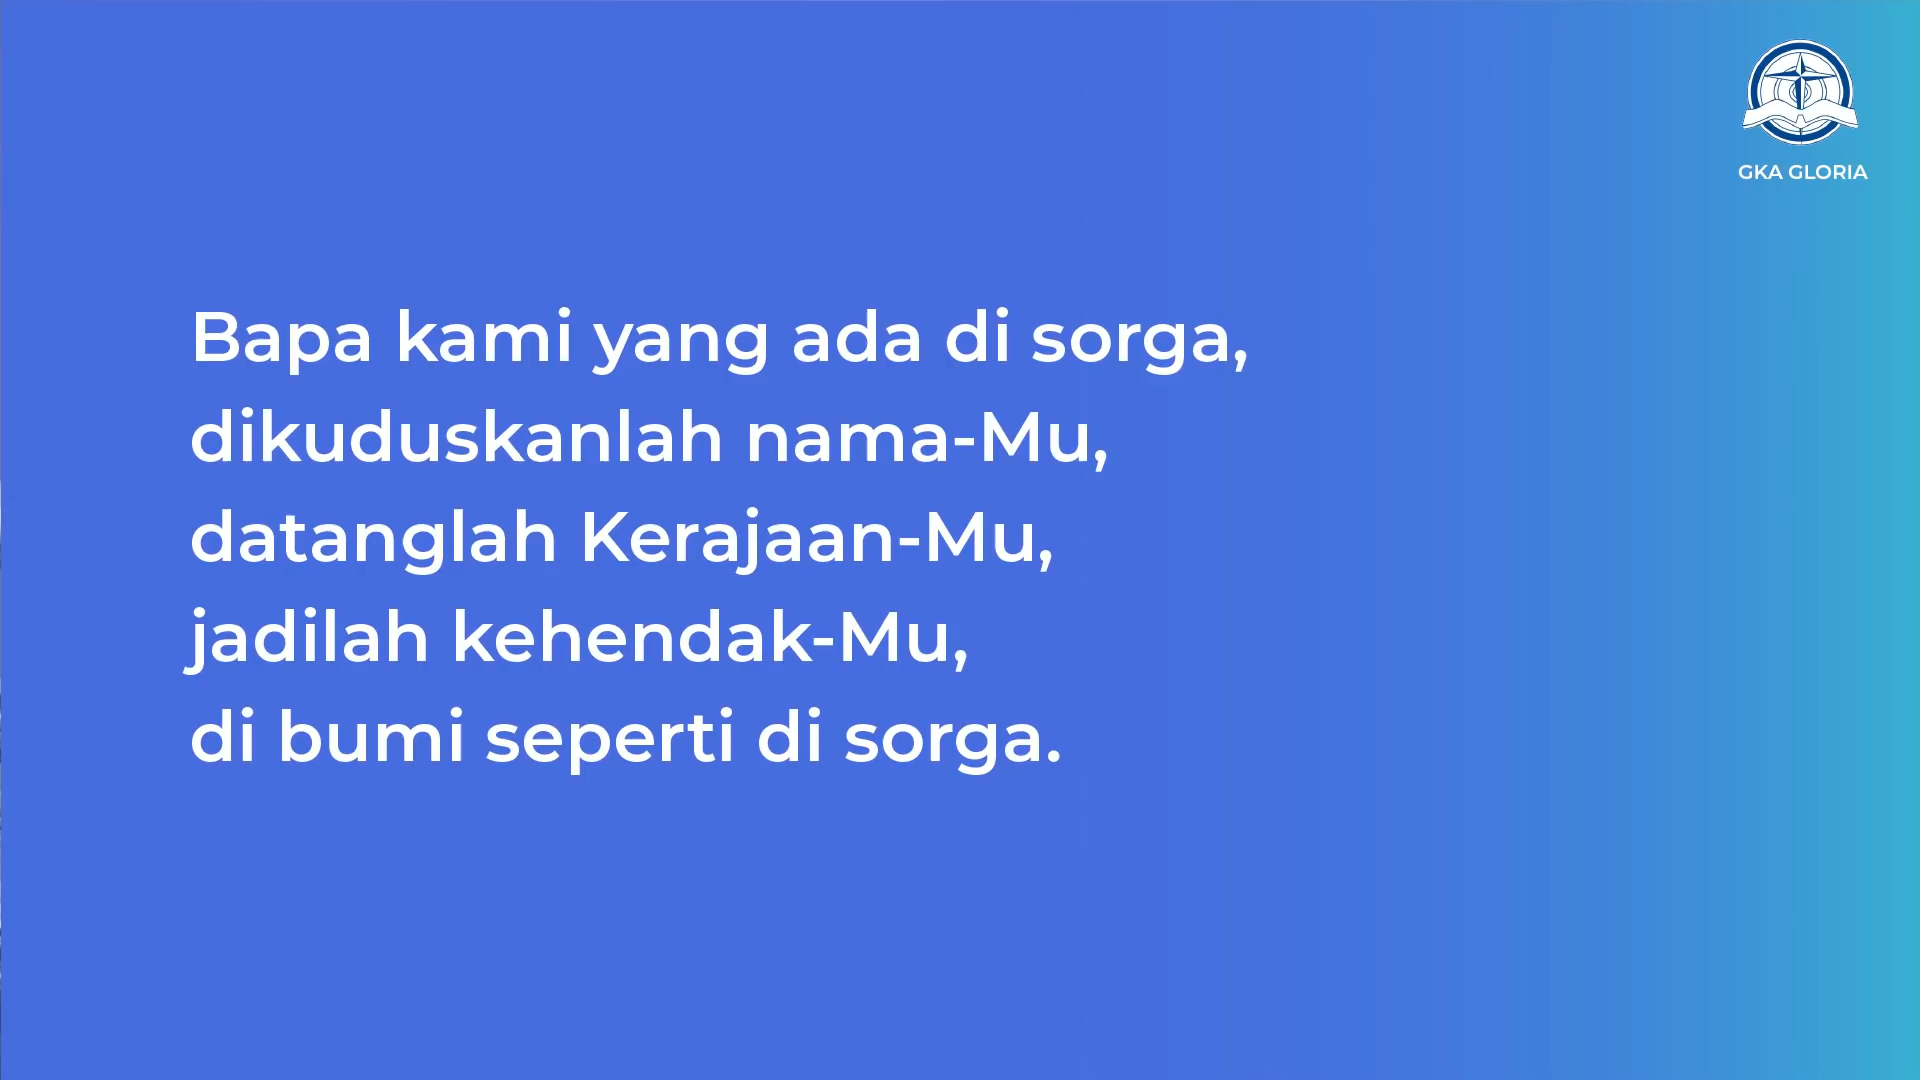 GKA GLORIA
Bapa kami yang ada di sorga,
dikuduskanlah nama-Mu,
datanglah Kerajaan-Mu,
jadilah kehendak-Mu,
di bumi seperti di sorga.